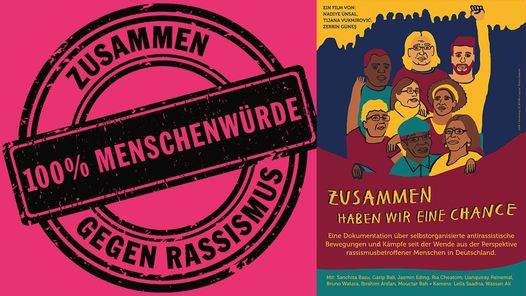 ZUSAMMEN
100% MENSCHENWÜRDE
GEGEN RASSISMUS
EIN FILM VON:
NADIYE ÜNSAL,
TIJANA VUKMIROVIĆ,
ZERRIN GÜNEŞ
ZUSAMMEN
HABEN WIR EINE CHANCE
Eine Dokumentation über selbstorganisierte antirassistische
Bewegungen und Kämpfe seit der Wende aus der Perspektive
rassismusbetroffener Menschen in Deutschland.
Mit: Sanchita Basu, Garip Bali, Jasmin Eding, Ria Cheatom, Llanquiray Painemal,
Bruno Watara, Ibrahim Arslan, Mouctar Bah • Kamera: Leila Saadna, Wassan Ali